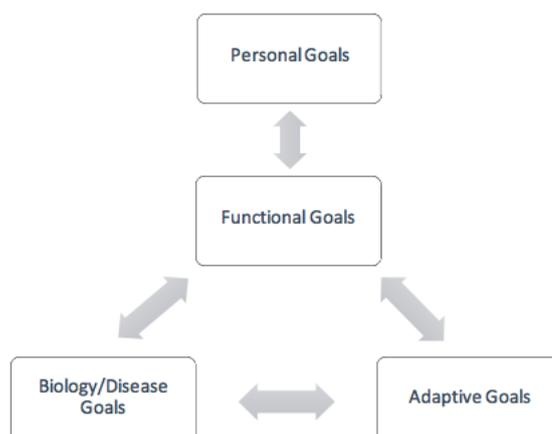 Personal Goals
Functional Goals
Biology/Disease
Goals
Adaptive Goals